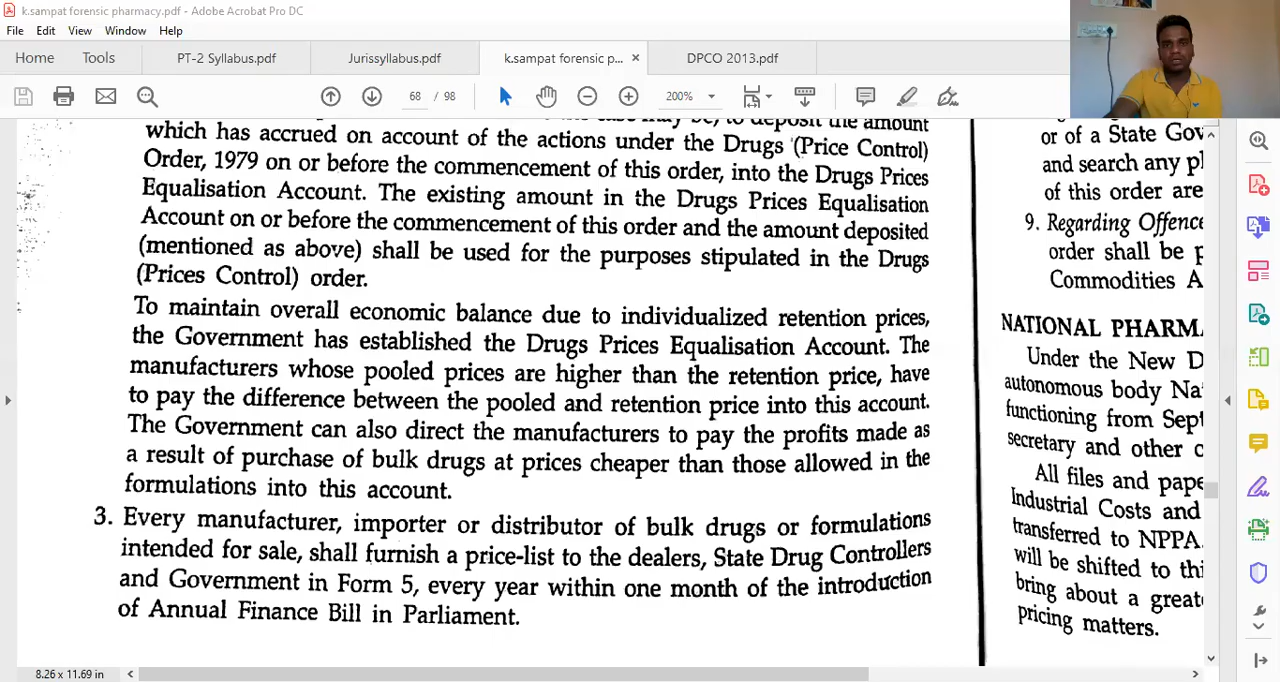 k.sampat forensic pharmacy.pdf - Adobe Acrobat Pro DC
File Edit View Window Help
Home Tools PT-2 Syllabus.pdf Jurissyllabus.pdf k.sampat forensic p... × DPCO 2013.pdf
68 / 98 200%
may be, to deposit the amount
which has accrued on account of the actions under the Drugs (Price Control)
Order, 1979 on or before the commencement of this order, into the Drugs Prices
Equalisation Account. The existing amount in the Drugs Prices Equalisation
Account on or before the commencement of this order and the amount deposited
(mentioned as above) shall be used for the purposes stipulated in the Drugs
(Prices Control) order.
To maintain overall economic balance due to individualized retention prices,
the Government has established the Drugs Prices Equalisation Account. The
manufacturers whose pooled prices are higher than the retention price, have
to pay the difference between the pooled and retention price into this account.
The Government can also direct the manufacturers to pay the profits made as
a result of purchase of bulk drugs at prices cheaper than those allowed in the
formulations into this account.
3. Every manufacturer, importer or distributor of bulk drugs or formulations
intended for sale, shall furnish a price-list to the dealers, State Drug Controllers
and Government in Form 5, every year within one month of the introduction
of Annual Finance Bill in Parliament.
or of a State Gov
and search any pl
of this order are
9. Regarding Offence
order shall be p
Commodities A
NATIONAL PHARMA
Under the New D
autonomous body Nat
functioning from Sept
secretary and other o
All files and pape
Industrial Costs and
transferred to NPPA.
will be shifted to thi
bring about a great
pricing matters.
8.26 x 11.69 in